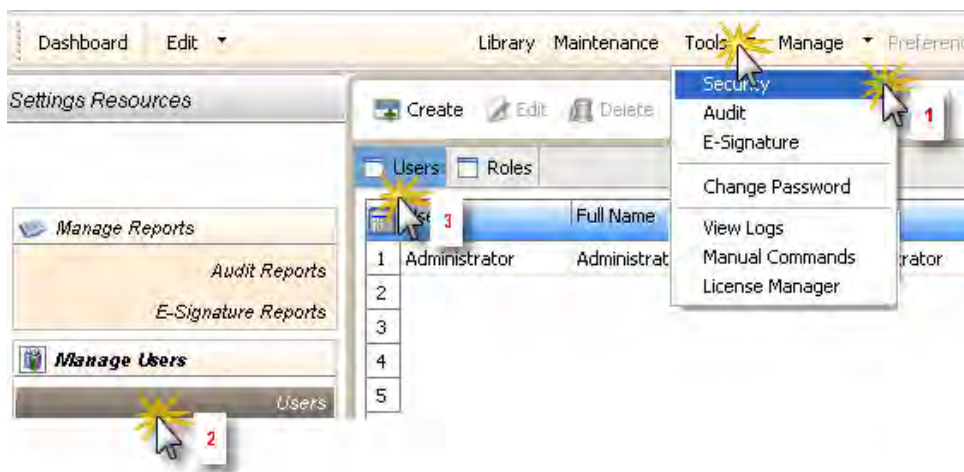 Dashboard Edit Library Maintenance Tools Manage Preferenc
Settings Resources
Create Edit Delete
Security
Audit
E-Signature
Change Password
View Logs
Manual Commands
License Manager
1
Users Roles
Full Name
3
1 Administrator Administrat rator
2
3
4
5
Manage Reports
Audit Reports
E-Signature Reports
Manage Users
Users
2